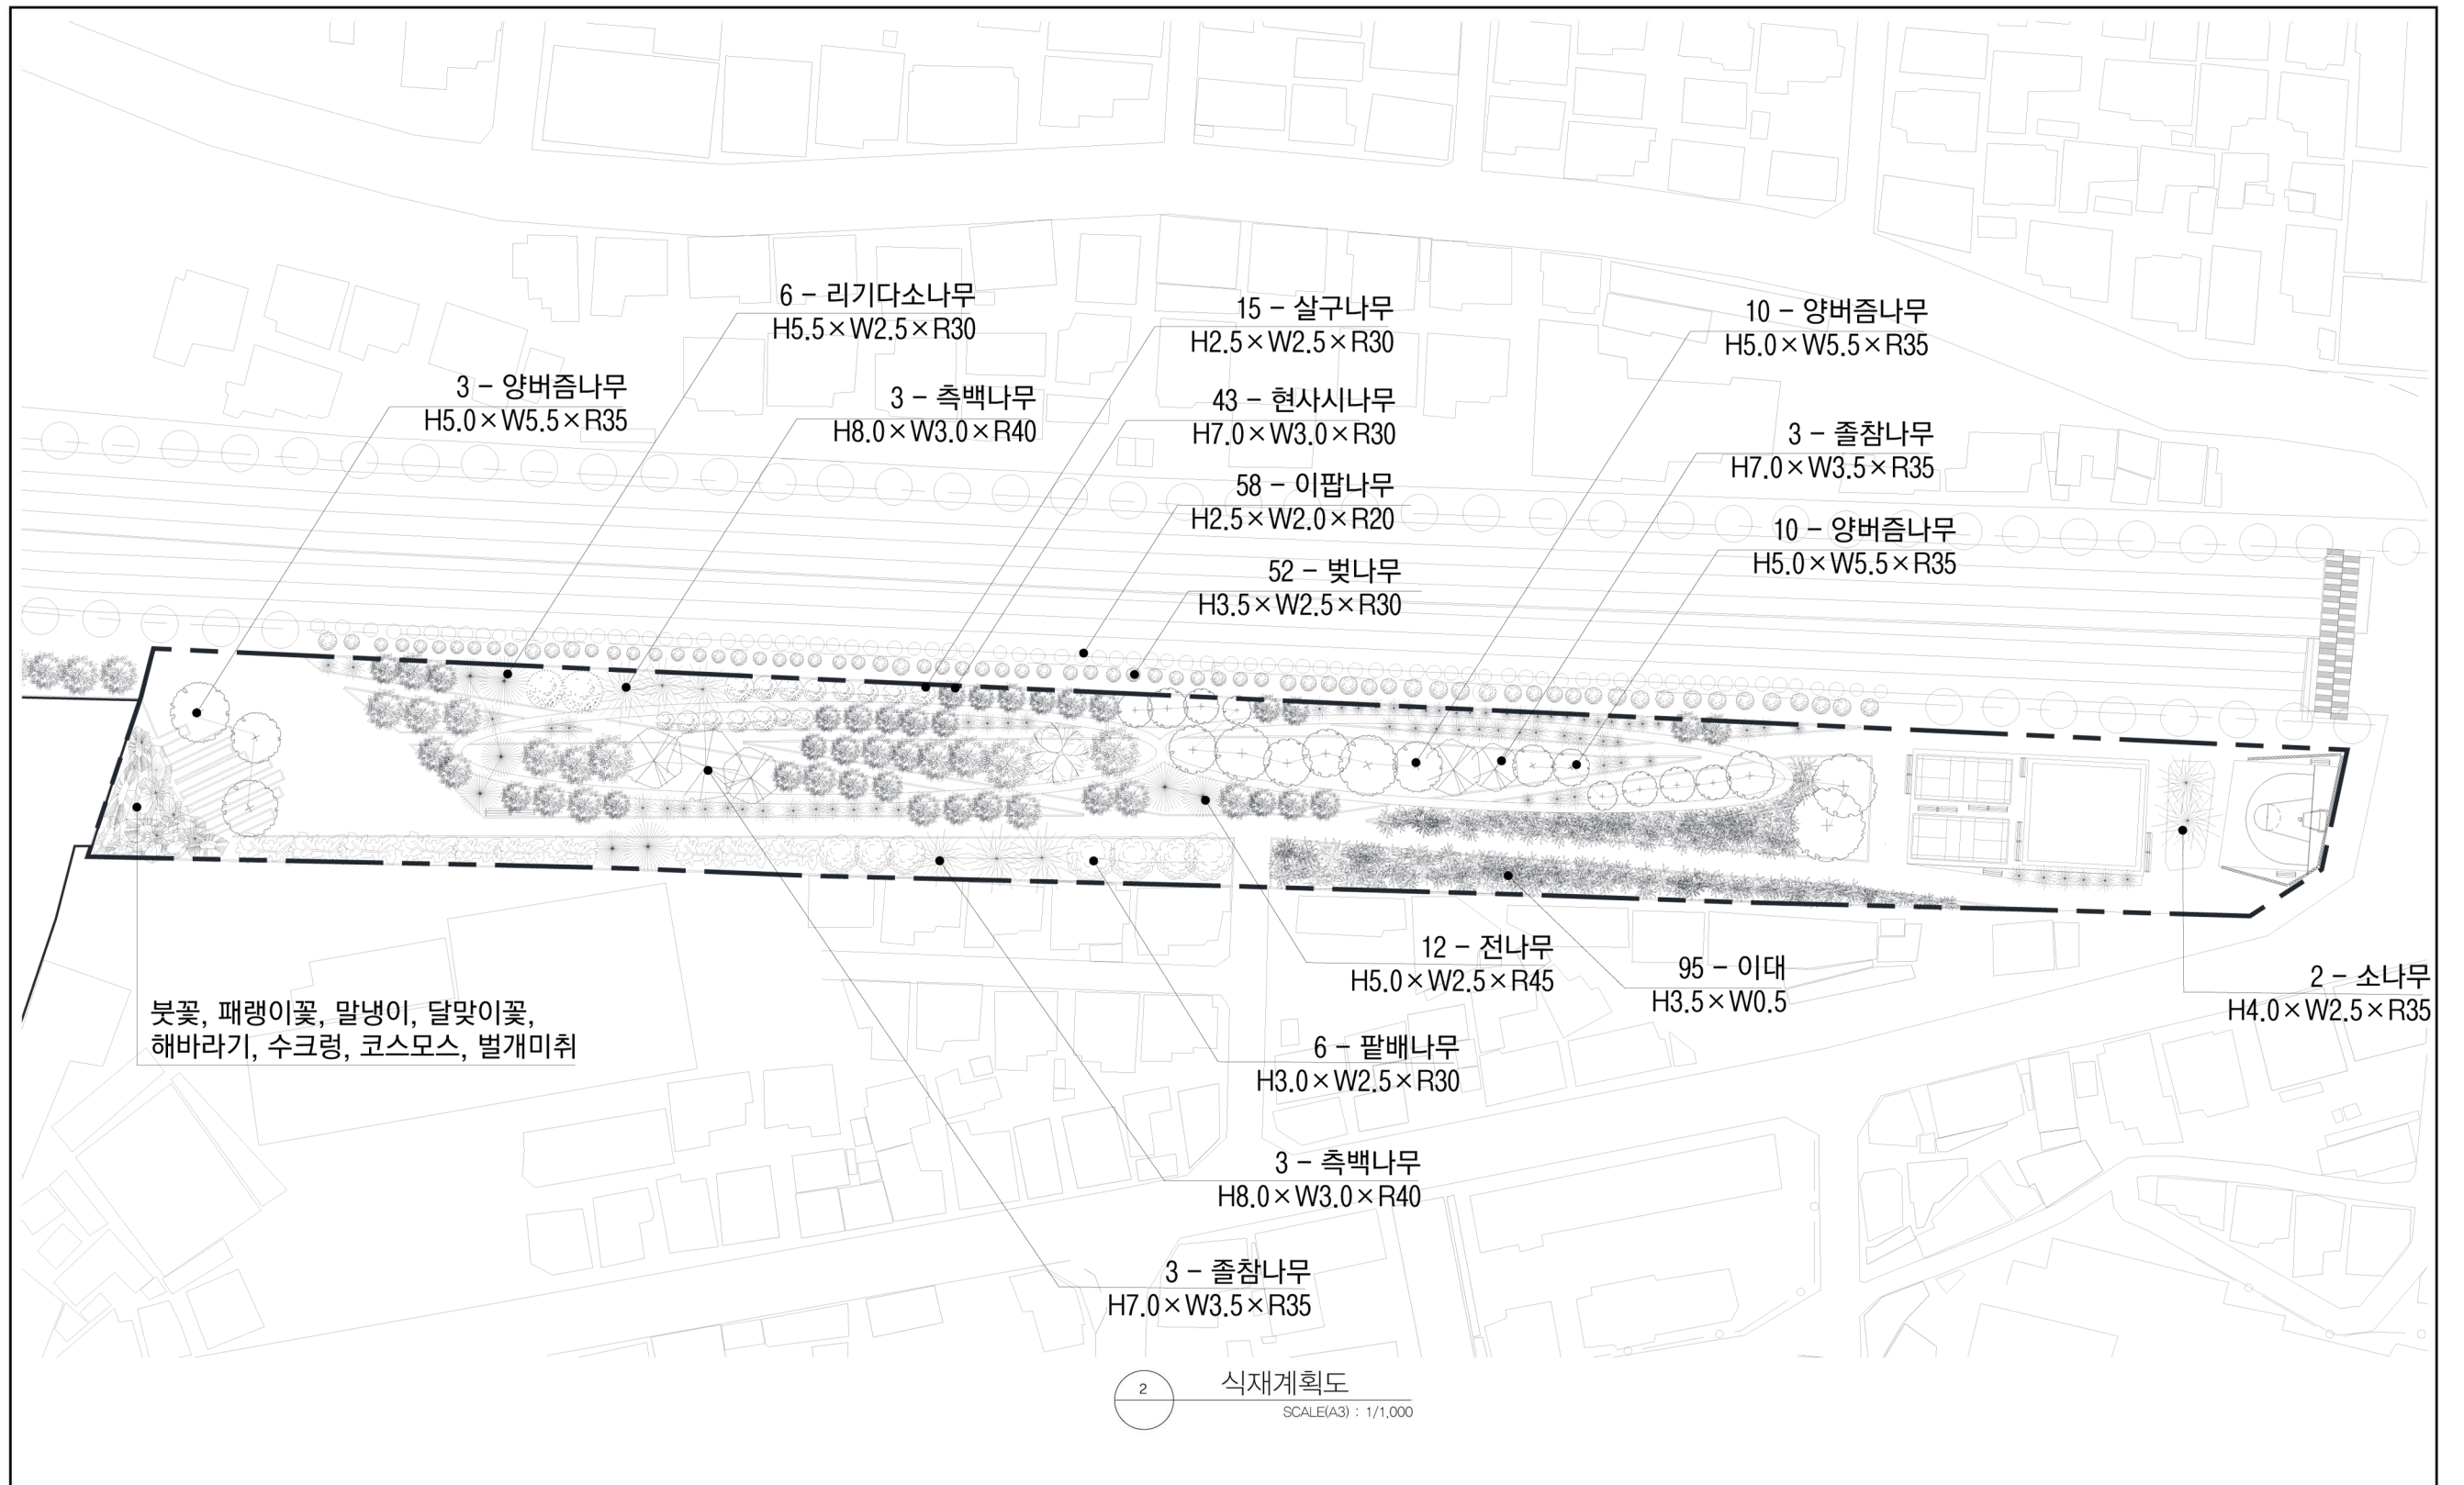 6 - 리기다소나무
H5.5×W2.5×R30
15 - 살구나무
H2.5×W2.5×R30
10 - 양버즘나무
H5.0×W5.5×R35
3 - 양버즘나무
H5.0×W5.5×R35
3 - 측백나무
H8.0×W3.0×R40
43 - 현사시나무
H7.0×W3.0×R30
3 - 졸참나무
H7.0×W3.5×R35
58 - 이팝나무
H2.5×W2.0×R20
10 - 양버즘나무
H5.0×W5.5×R35
52 - 벚나무
H3.5×W2.5×R30
12 - 전나무
H5.0×W2.5×R45
95 - 이대
H3.5×W0.5
2 - 소나무
H4.0×W2.5×R35
붓꽃, 패랭이꽃, 말냉이, 달맞이꽃,
해바라기, 수크렁, 코스모스, 벌개미취
6 - 팥배나무
H3.0×W2.5×R30
3 - 측백나무
H8.0×W3.0×R40
3 - 졸참나무
H7.0×W3.5×R35
2
식재계획도
SCALE(A3) : 1/1,000